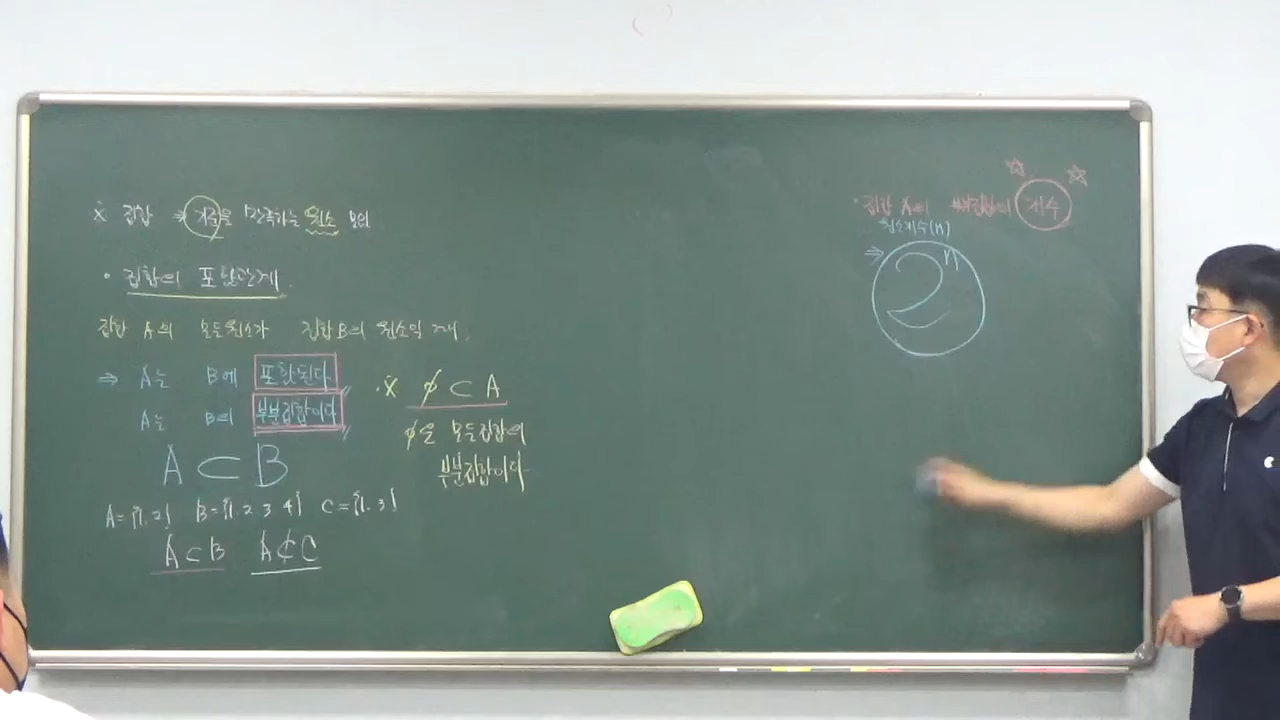 ※ 집합 ⇒ 기준을 만족하는 원소 모임
• 집합의 포함관계.
집합 A의 모든원소가 집합 B의 원소일 때,
⇒ A는 B에 포함된다
A는 B의 부분집합이다
A ⊂ B
A = {1, 2} B = {1, 2, 3, 4} C = {1, 3}
A ⊂ B A ⊄ C
※ ∅ ⊂ A
∅은 모든집합의
부분집합이다
• 집합 A의 부분집합의 개수
원소개수(n)
⇒ 2ⁿ